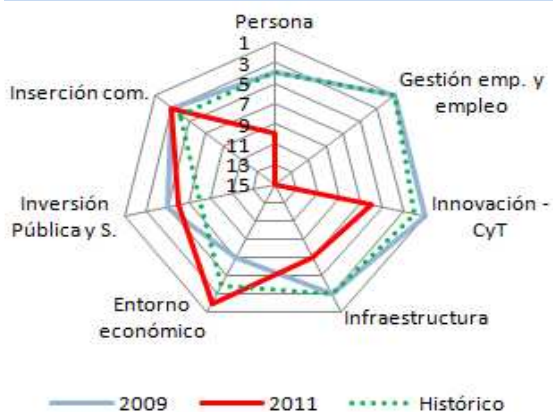 Persona
1
3
5
7
9
11
13
15
Gestión emp. y
empleo
Innovación -
CyT
Infraestructura
Entorno
económico
Inversión
Pública y S.
Inserción com.
2009
2011
Histórico